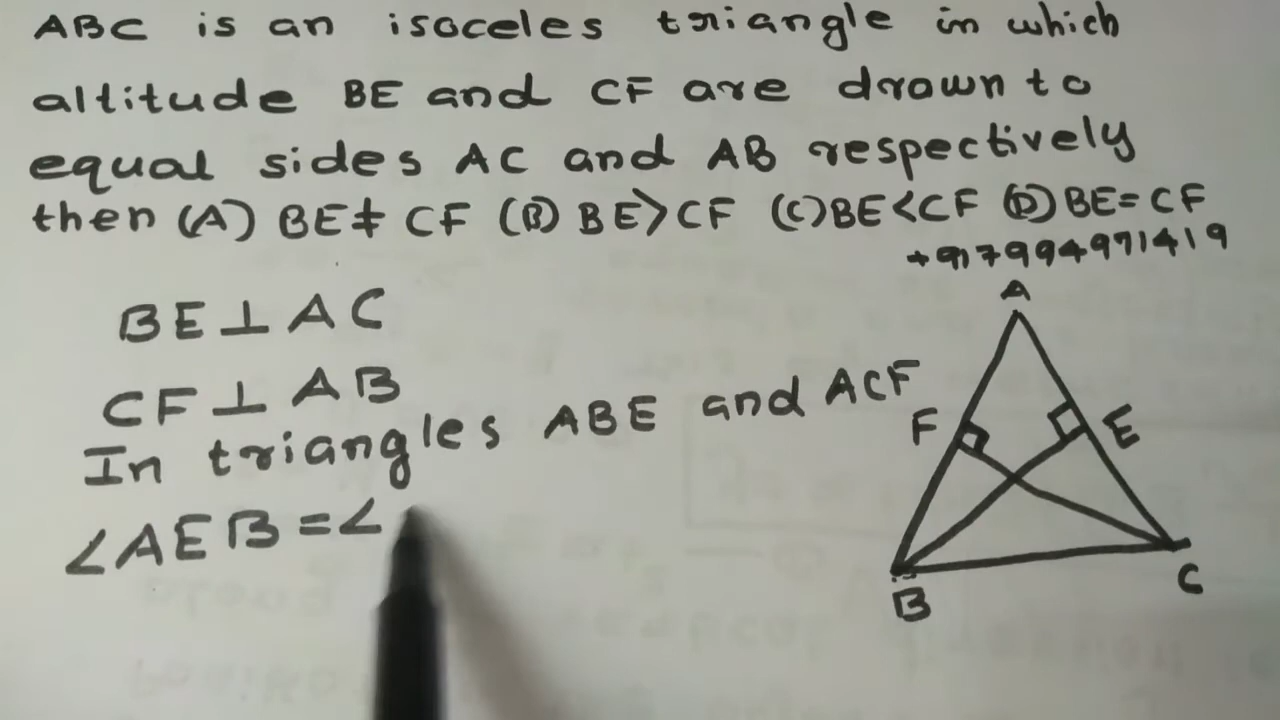 ABC is an isoceles triangle in which
altitude BE and CF are drawn to
equal sides AC and AB respectively
then (A) BE≠ CF (B) BE>CF (C)BE<CF (D)BE=CF
+917994971419
A
BE⊥AC
CF⊥AB
In triangles ABE and ACF
F E
∠AEB=∠
B C